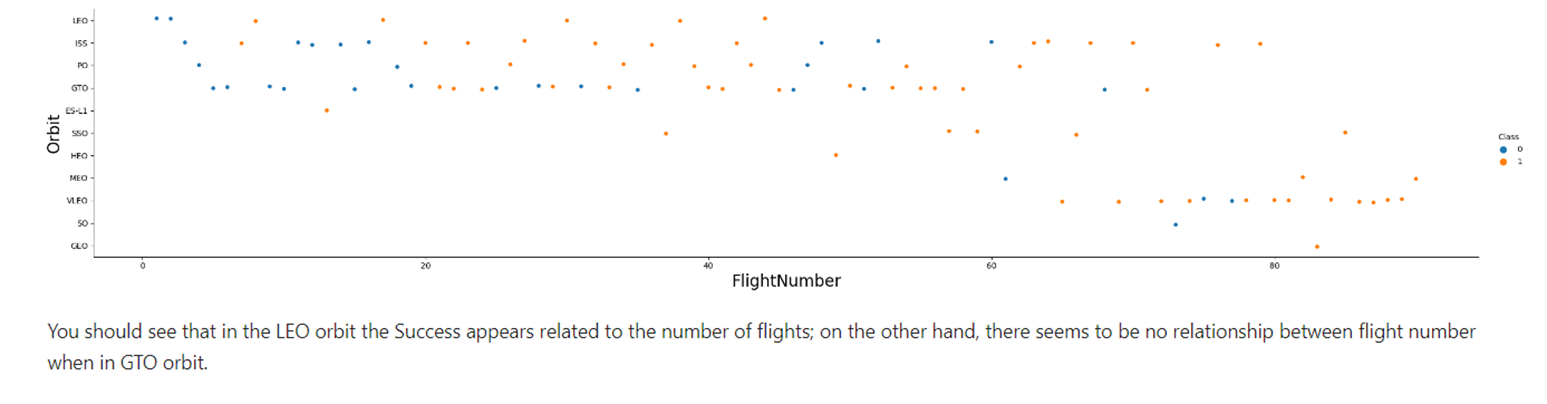 LEO
ISS
PO
GTO
ES-L1
SSO
HEO
MEO
VLEO
SO
GEO
Orbit
0 20 40 60 80
FlightNumber
Class
0
1
You should see that in the LEO orbit the Success appears related to the number of flights; on the other hand, there seems to be no relationship between flight number
when in GTO orbit.